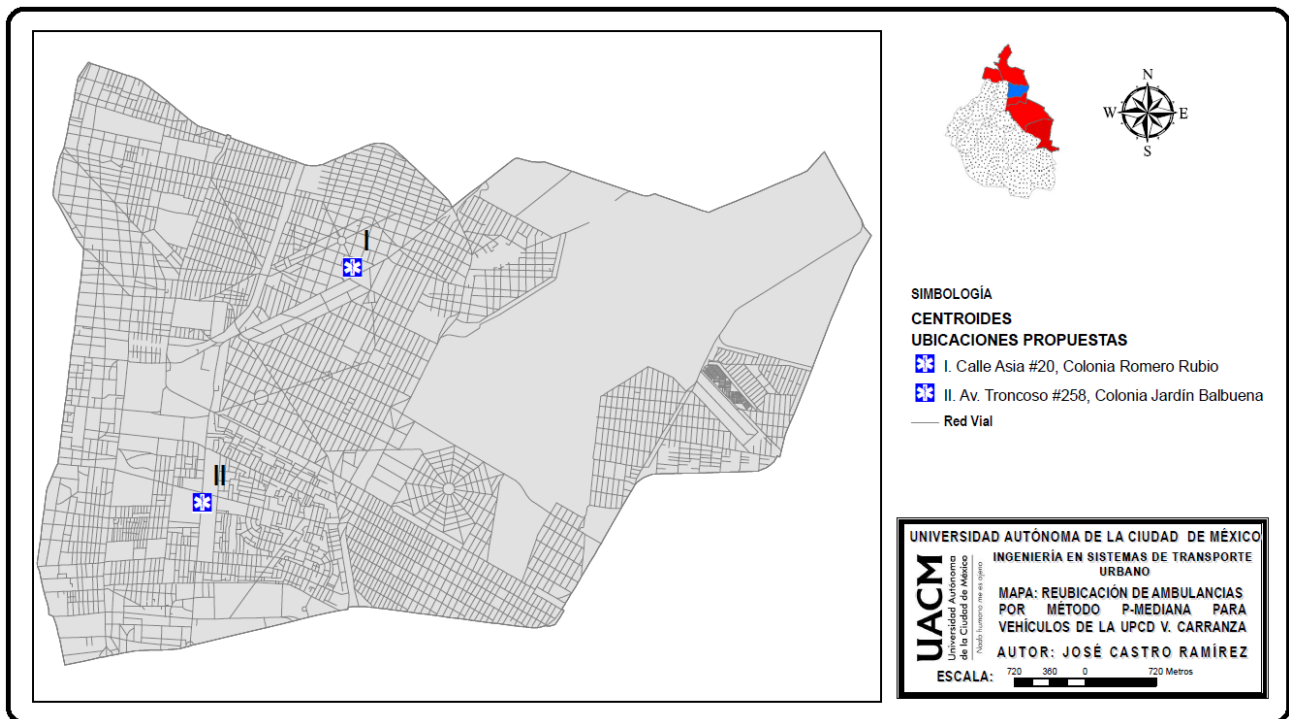 I
II
N
W E
S
SIMBOLOGÍA
CENTROIDES
UBICACIONES PROPUESTAS
I. Calle Asia #20, Colonia Romero Rubio
II. Av. Troncoso #258, Colonia Jardín Balbuena
Red Vial
UNIVERSIDAD AUTÓNOMA DE LA CIUDAD DE MÉXICO
UACM
Universidad Autónoma
de la Ciudad de México
Nada humano me es ajeno
INGENIERÍA EN SISTEMAS DE TRANSPORTE
URBANO
MAPA: REUBICACIÓN DE AMBULANCIAS
POR MÉTODO P-MEDIANA PARA
VEHÍCULOS DE LA UPCD V. CARRANZA
AUTOR: JOSÉ CASTRO RAMÍREZ
ESCALA: 720 360 0 720 Metros